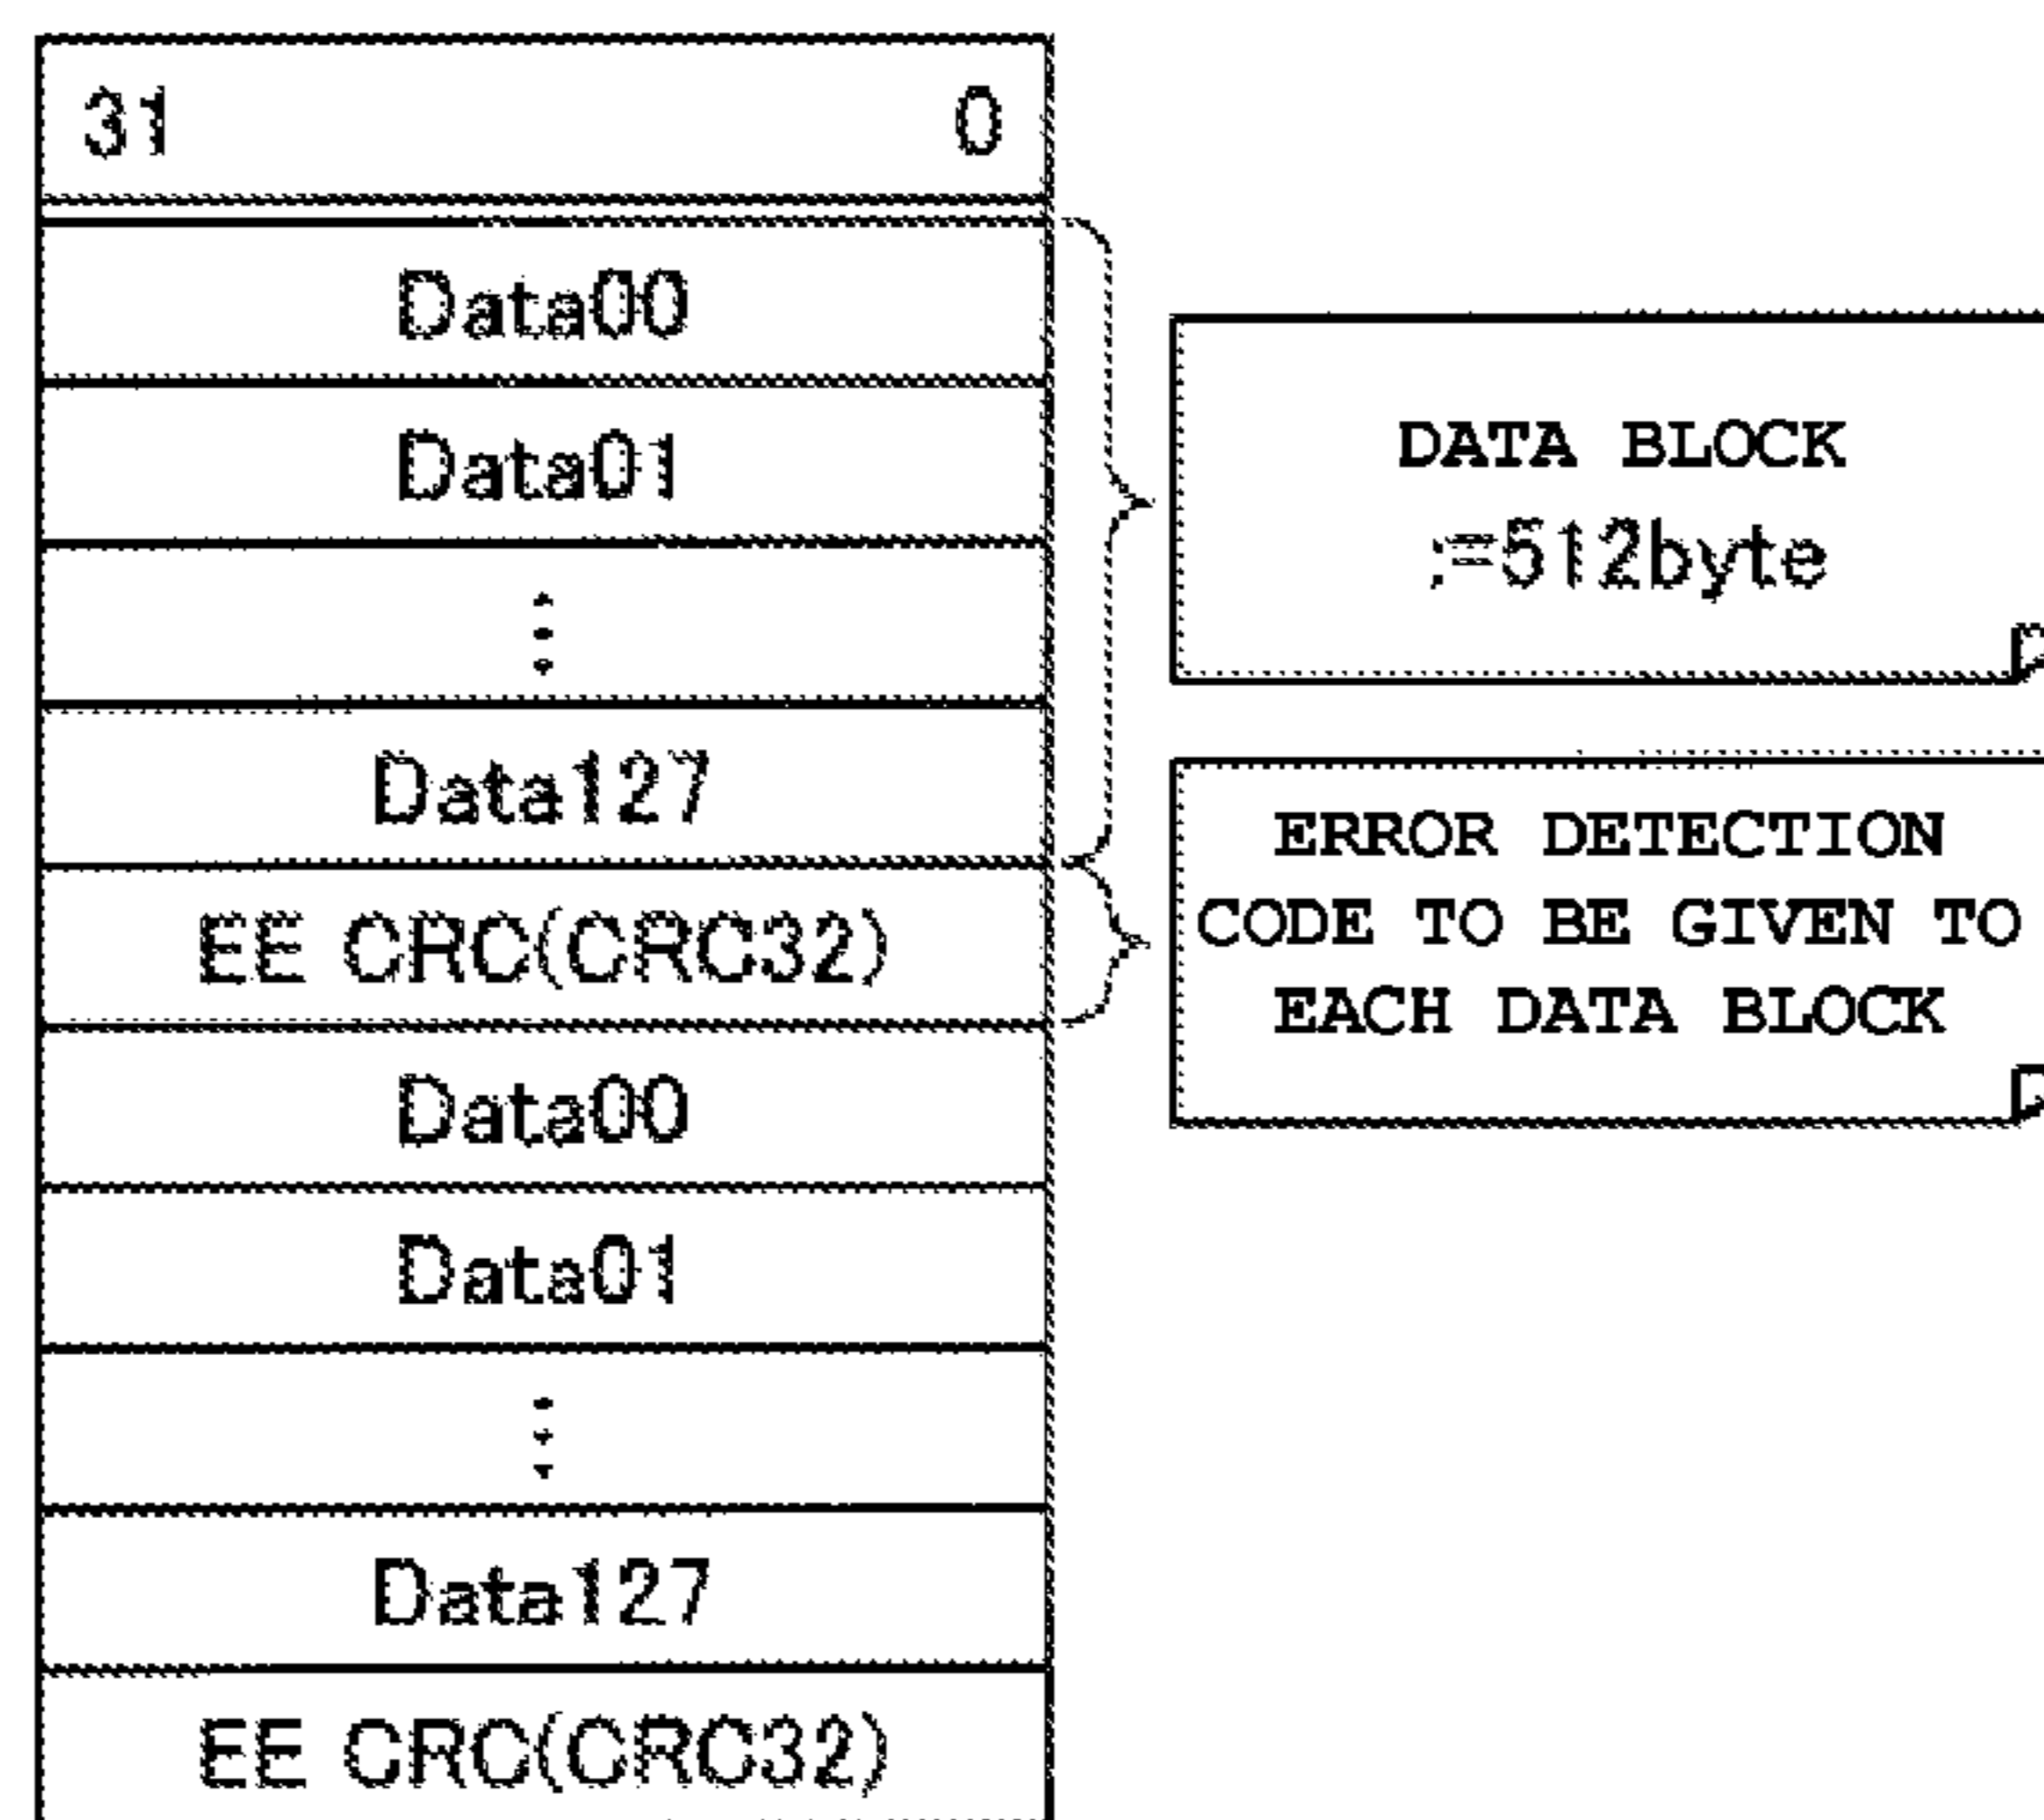 31 0
Data00
Data01
⋮
Data127
EE CRC(CRC32)
Data00
Data01
⋮
Data127
EE CRC(CRC32)
DATA BLOCK
:=512byte
ERROR DETECTION
CODE TO BE GIVEN TO
EACH DATA BLOCK